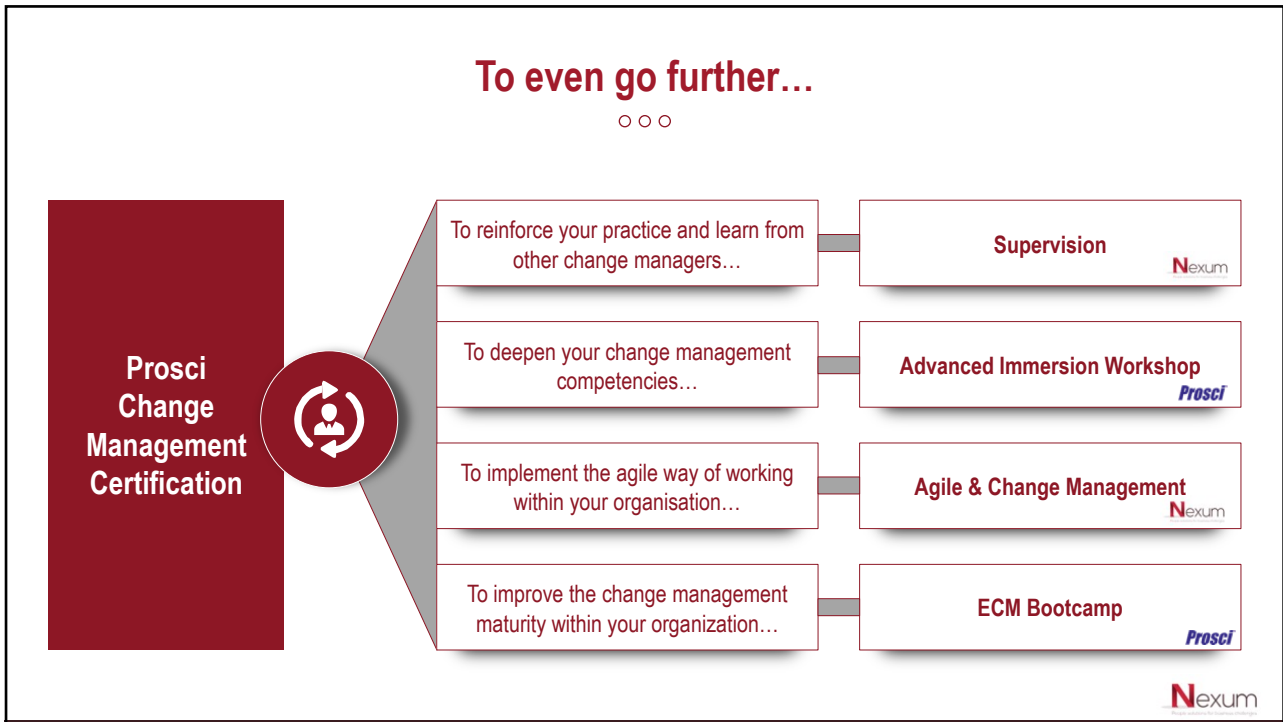 To even go further…
Prosci
Change
Management
Certification
To reinforce your practice and learn from
other change managers…
Supervision
Nexum
To deepen your change management
competencies…
Advanced Immersion Workshop
Prosci
To implement the agile way of working
within your organisation…
Agile & Change Management
Nexum
To improve the change management
maturity within your organization…
ECM Bootcamp
Prosci
Nexum